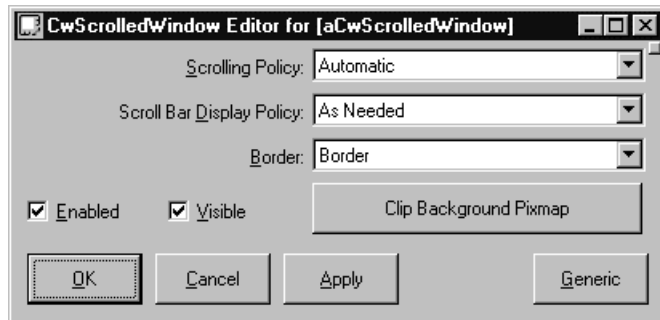 CwScrolledWindow Editor for [aCwScrolledWindow]
Scrolling Policy: Automatic
Scroll Bar Display Policy: As Needed
Border: Border
Enabled Visible Clip Background Pixmap
OK Cancel Apply Generic